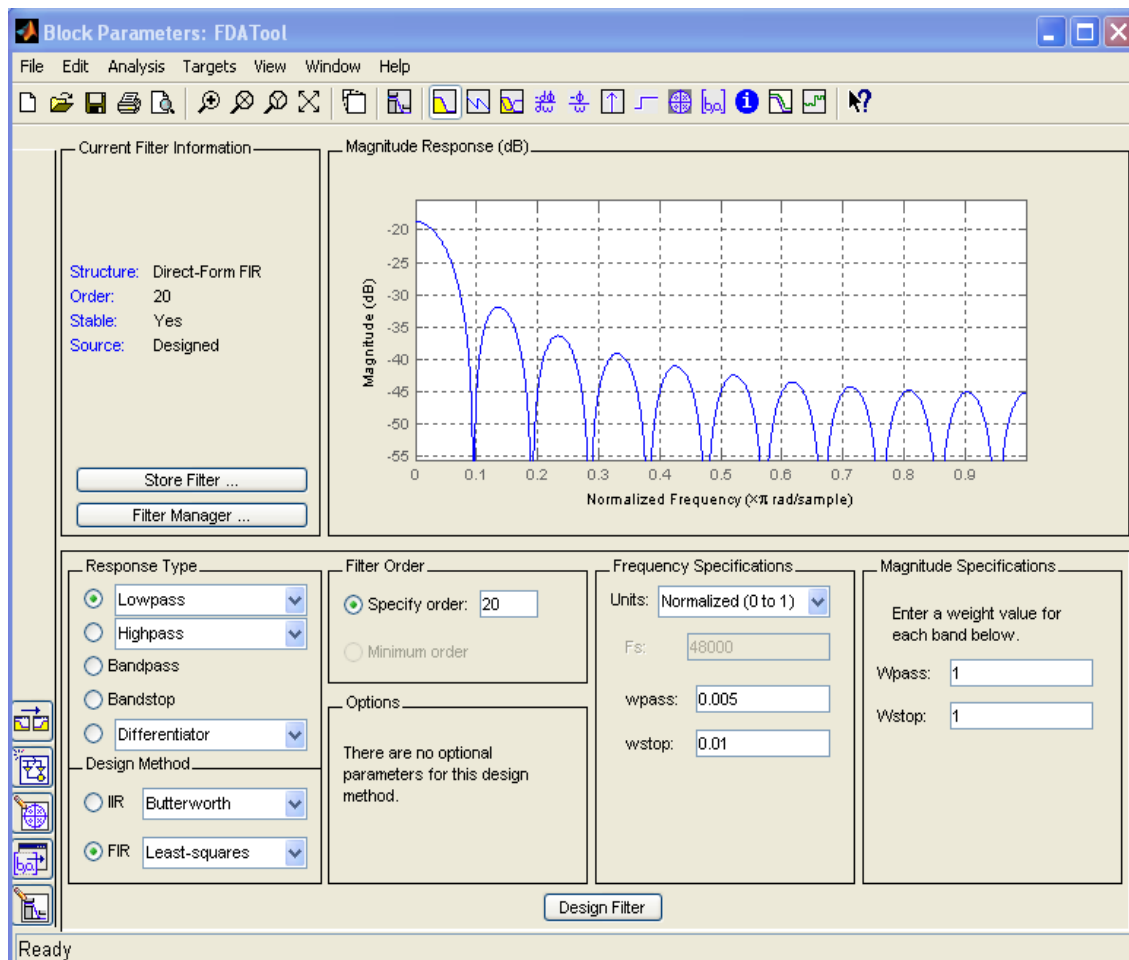 Block Parameters: FDATool
File Edit Analysis Targets View Window Help
Current Filter Information
Structure: Direct-Form FIR
Order: 20
Stable: Yes
Source: Designed
Store Filter ...
Filter Manager ...
Magnitude Response (dB)
Magnitude (dB)
-20
-25
-30
-35
-40
-45
-50
-55
0 0.1 0.2 0.3 0.4 0.5 0.6 0.7 0.8 0.9
Normalized Frequency (×π rad/sample)
Response Type
Lowpass
Highpass
Bandpass
Bandstop
Differentiator
Design Method
IIR Butterworth
FIR Least-squares
Filter Order
Specify order: 20
Minimum order
Options
There are no optional
parameters for this design
method.
Frequency Specifications
Units: Normalized (0 to 1)
Fs: 48000
wpass: 0.005
wstop: 0.01
Magnitude Specifications
Enter a weight value for
each band below.
Wpass: 1
Wstop: 1
Design Filter
Ready